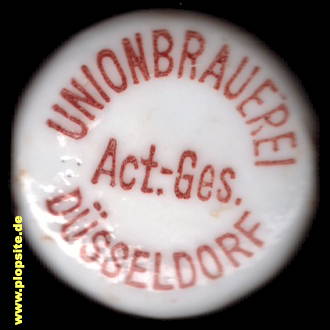 UNIONBRAUEREI
Act.-Ges.
DÜSSELDORF
www.plopsite.de